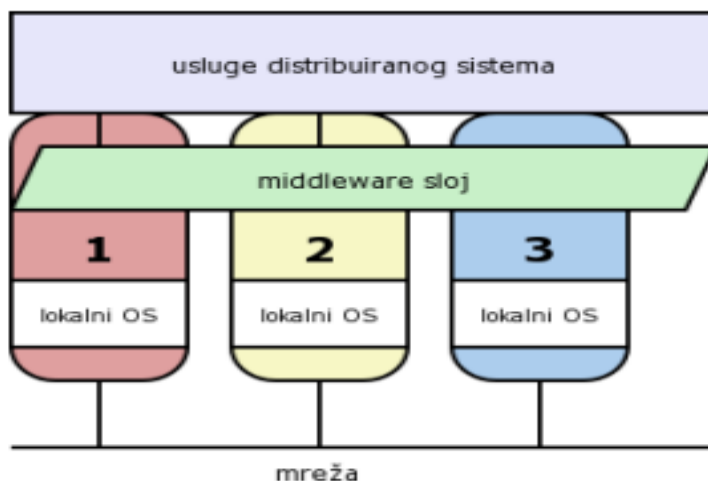 usluge distribuiranog sistema
middleware sloj
1 2 3
lokalni OS lokalni OS lokalni OS
mreža